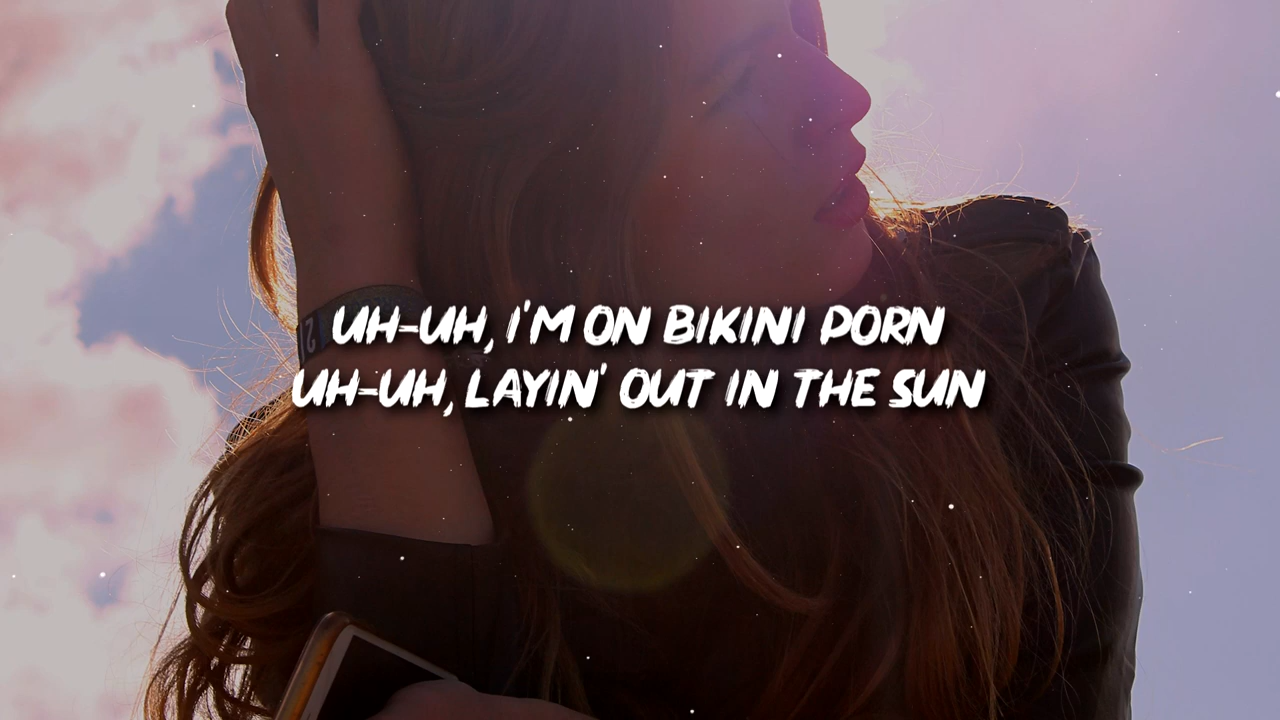 UH-UH, I'M ON BIKINI PORN
UH-UH, LAYIN' OUT IN THE SUN